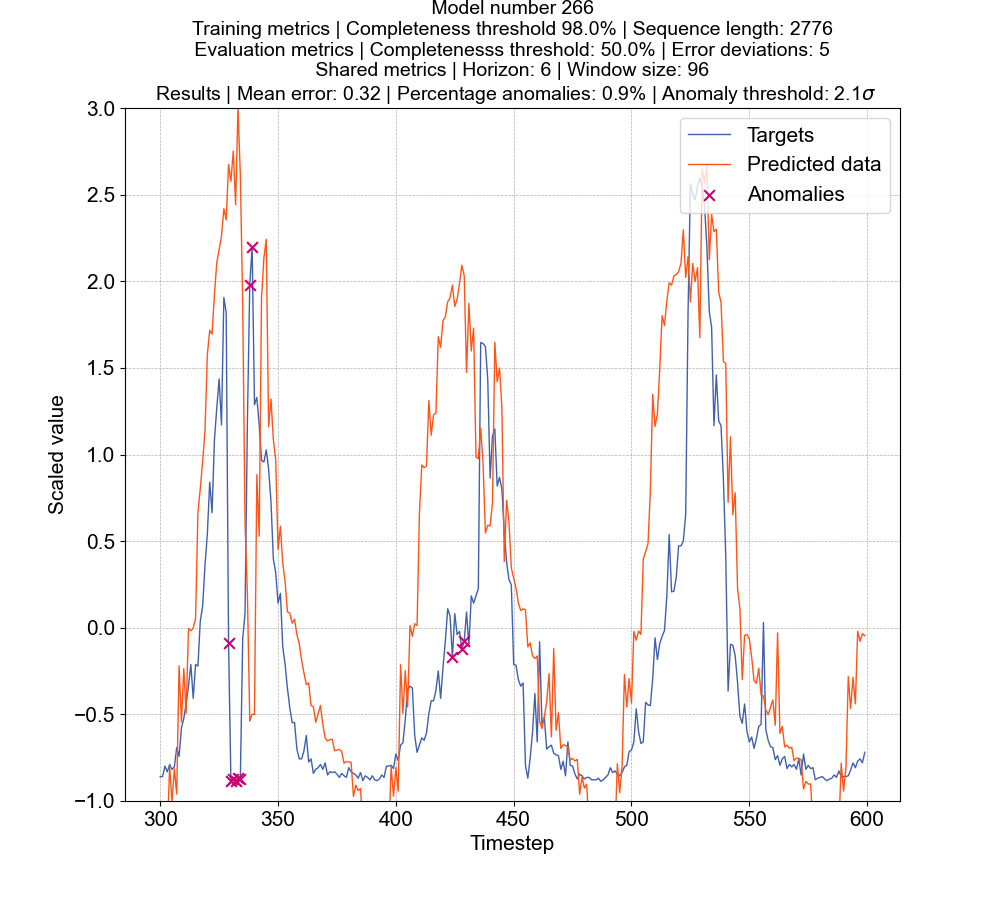 Model number 266
Training metrics | Completeness threshold 98.0% | Sequence length: 2776
Evaluation metrics | Completenesss threshold: 50.0% | Error deviations: 5
Shared metrics | Horizon: 6 | Window size: 96
Results | Mean error: 0.32 | Percentage anomalies: 0.9% | Anomaly threshold: 2.1σ
3.0
2.5
2.0
1.5
1.0
0.5
0.0
−0.5
−1.0
Scaled value
Targets
Predicted data
Anomalies
300
350
400
450
500
550
600
Timestep